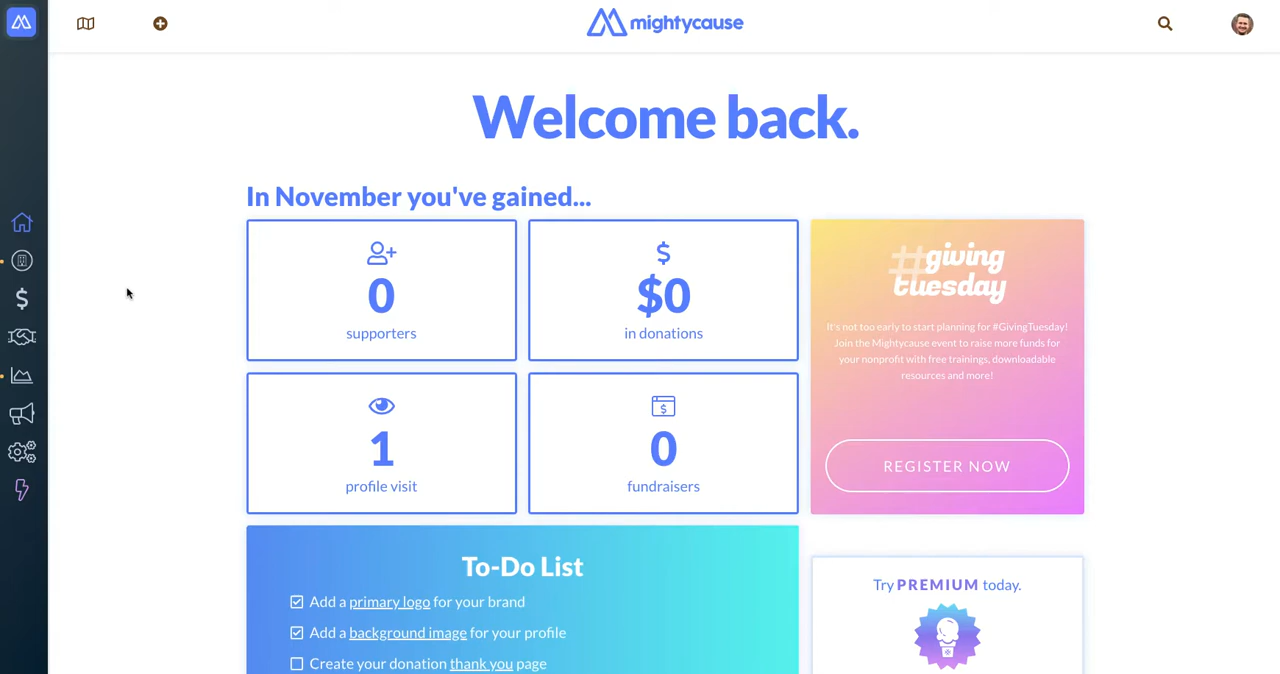 mightycause
Welcome back.
In November you've gained...
0
supporters
$0
in donations
1
profile visit
0
fundraisers
#giving
tuesday
It's not too early to start planning for #GivingTuesday!
Join the Mightycause event to raise more funds for
your nonprofit with free trainings, downloadable
resources and more!
REGISTER NOW
To-Do List
Add a primary logo for your brand
Add a background image for your profile
Create your donation thank you page
Try PREMIUM today.